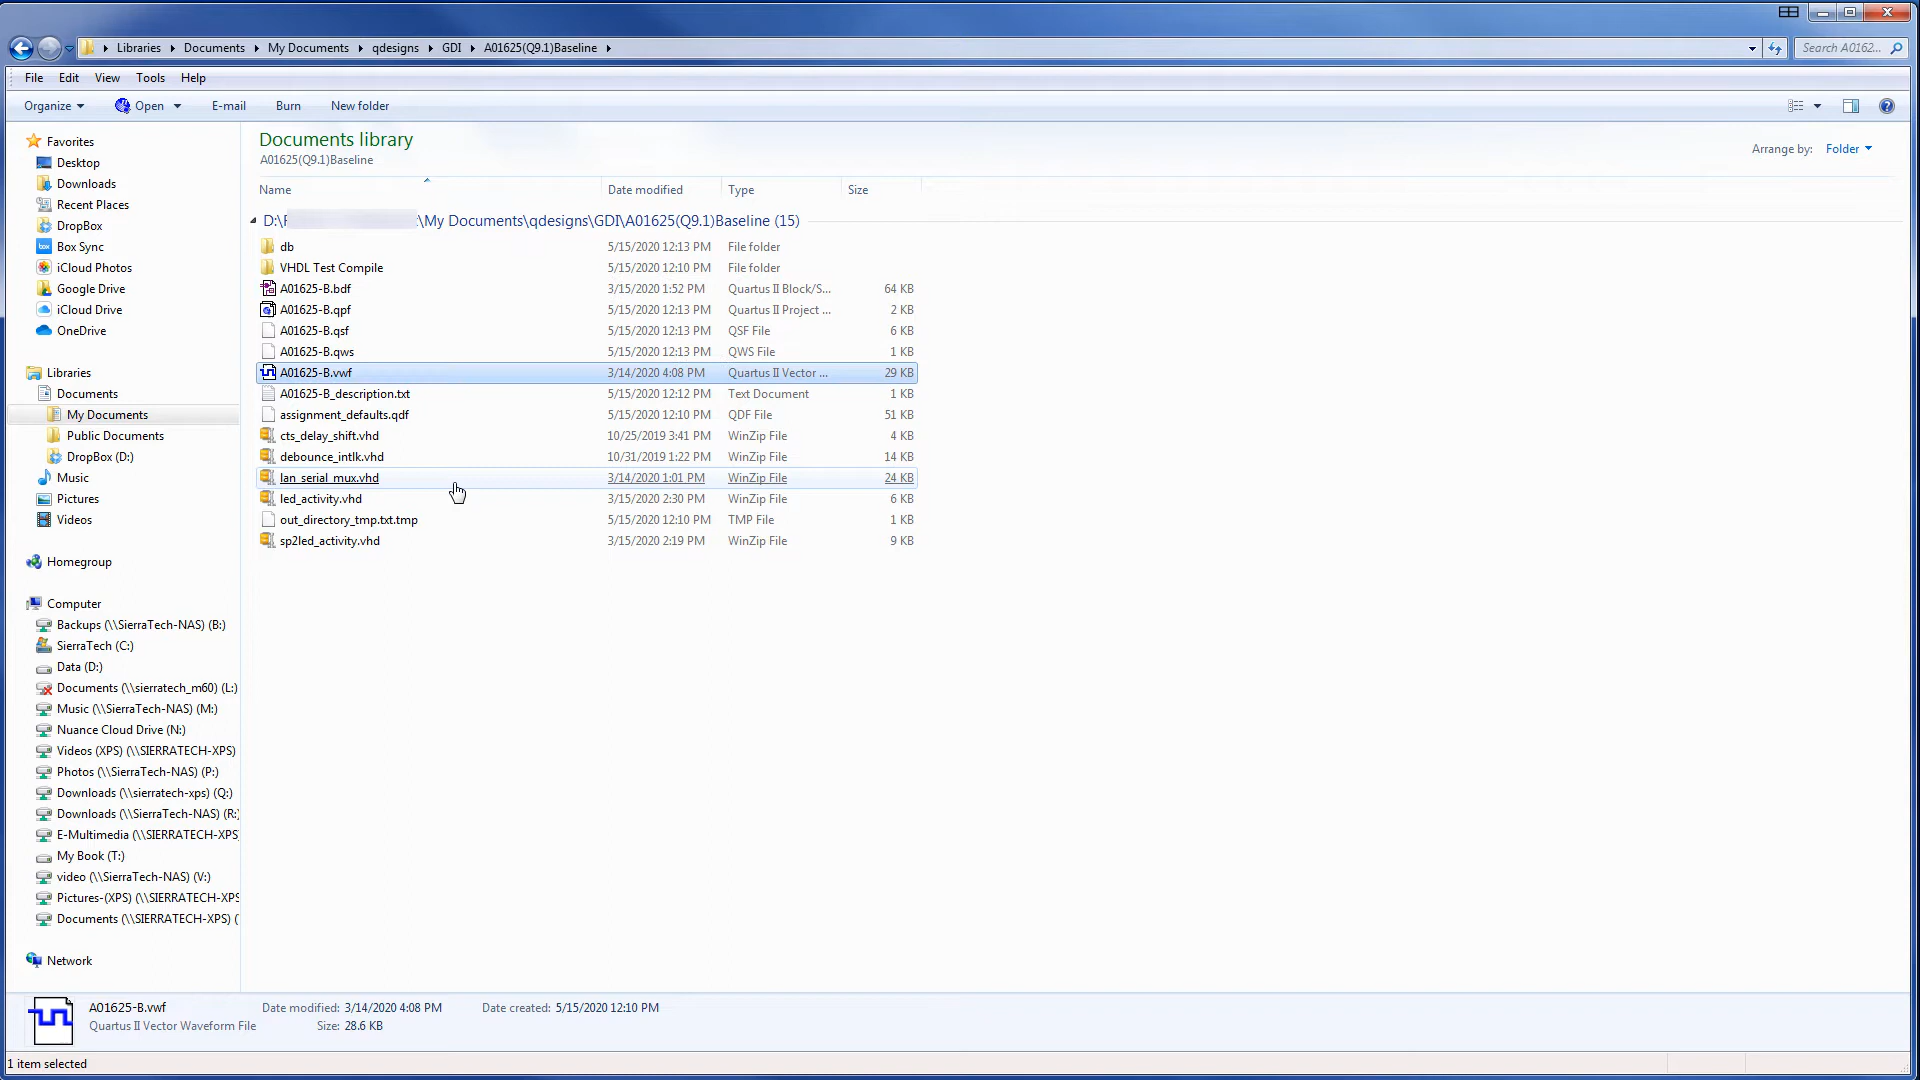 Libraries Documents My Documents qdesigns GDI A01625(Q9.1)Baseline
Search A0162...
File Edit View Tools Help
Organize Open E-mail Burn New folder
Favorites
Desktop
Downloads
Recent Places
DropBox
Box Sync
iCloud Photos
Google Drive
iCloud Drive
OneDrive
Libraries
Documents
My Documents
Public Documents
DropBox (D:)
Music
Pictures
Videos
Homegroup
Computer
Backups (\\SierraTech-NAS) (B:)
SierraTech (C:)
Data (D:)
Documents (\\sierratech_m60) (L:)
Music (\\SierraTech-NAS) (M:)
Nuance Cloud Drive (N:)
Videos (XPS) (\\SIERRATECH-XPS)
Photos (\\SierraTech-NAS) (P:)
Downloads (\\sierratech-xps) (Q:)
Downloads (\\SierraTech-NAS) (R:)
E-Multimedia (\\SIERRATECH-XPS)
My Book (T:)
video (\\SierraTech-NAS) (V:)
Pictures-(XPS) (\\SIERRATECH-XPS
Documents (\\SIERRATECH-XPS) (
Network
Documents library
A01625(Q9.1)Baseline
Arrange by: Folder
Name Date modified Type Size
D:\ \My Documents\qdesigns\GDI\A01625(Q9.1)Baseline (15)
db 5/15/2020 12:13 PM File folder
VHDL Test Compile 5/15/2020 12:10 PM File folder
A01625-B.bdf 3/15/2020 1:52 PM Quartus II Block/S... 64 KB
A01625-B.qpf 5/15/2020 12:13 PM Quartus II Project ... 2 KB
A01625-B.qsf 5/15/2020 12:13 PM QSF File 6 KB
A01625-B.qws 5/15/2020 12:13 PM QWS File 1 KB
A01625-B.vwf 3/14/2020 4:08 PM Quartus II Vector ... 29 KB
A01625-B_description.txt 5/15/2020 12:12 PM Text Document 1 KB
assignment_defaults.qdf 5/15/2020 12:10 PM QDF File 51 KB
cts_delay_shift.vhd 10/25/2019 3:41 PM WinZip File 4 KB
debounce_intlk.vhd 10/31/2019 1:22 PM WinZip File 14 KB
lan_serial_mux.vhd 3/14/2020 1:01 PM WinZip File 24 KB
led_activity.vhd 3/15/2020 2:30 PM WinZip File 6 KB
out_directory_tmp.txt.tmp 5/15/2020 12:10 PM TMP File 1 KB
sp2led_activity.vhd 3/15/2020 2:19 PM WinZip File 9 KB
A01625-B.vwf Date modified: 3/14/2020 4:08 PM Date created: 5/15/2020 12:10 PM
Quartus II Vector Waveform File Size: 28.6 KB
1 item selected